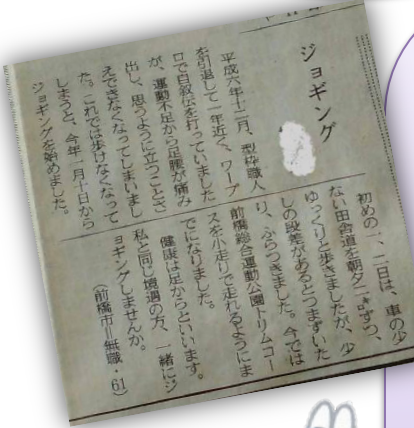 ジョギング
平成六年十二月、型枠職人
を引退して一年近く、ワープ
ロで自叙伝を打っていました
が、運動不足から足腰が痛み
出し、思うように立つことさ
えできなくなってしまいまし
た。これでは歩けなくなって
しまうと、今年一月十日から
ジョギングを始めました。
初めの一、二日は、車の少
ない田舎道を朝夕二㌔ずつ、
ゆっくりと歩きましたが、少
しの段差があるとつまずいた
り、ふらつきました。今では
前橋総合運動公園トリムコー
スを小走りで走れるようにま
でになりました。
健康は足からといいます。
私と同じ境遇の方、一緒にジ
ョギングしませんか。
（前橋市＝無職・61）